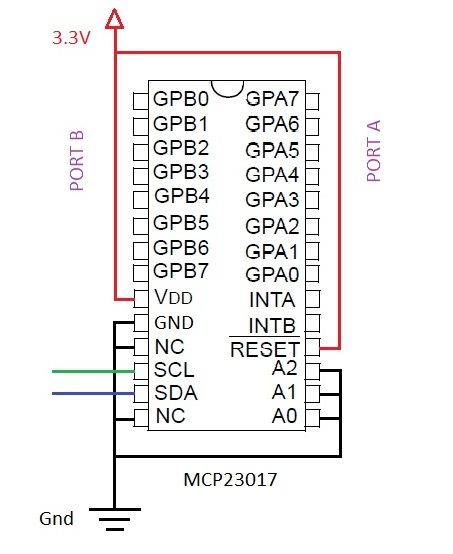 3.3V
PORT B
PORT A
GPB0 GPA7
GPB1 GPA6
GPB2 GPA5
GPB3 GPA4
GPB4 GPA3
GPB5 GPA2
GPB6 GPA1
GPB7 GPA0
VDD INTA
GND INTB
NC RESET
SCL A2
SDA A1
NC A0
MCP23017
Gnd